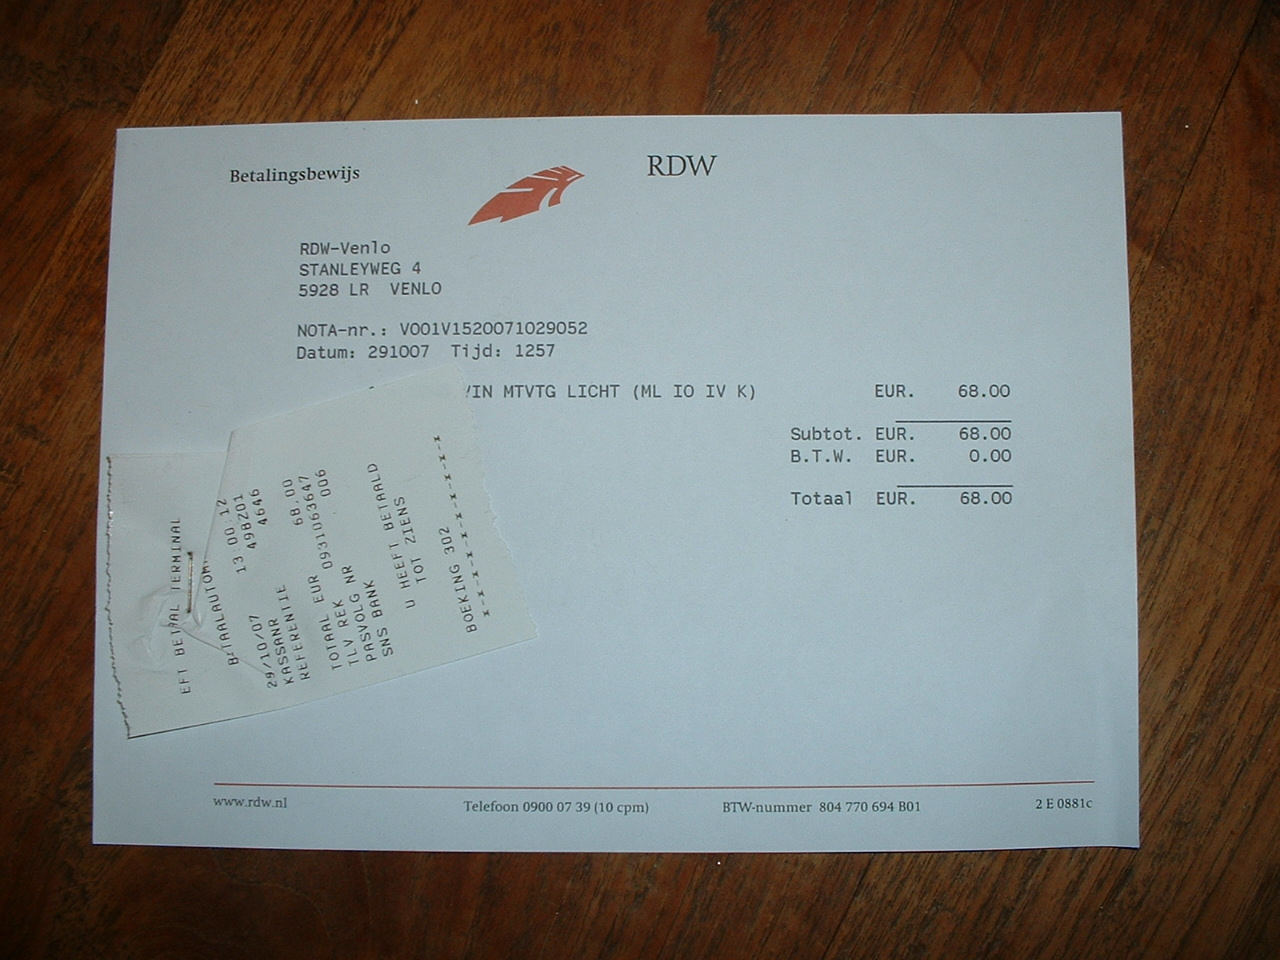 Betalingsbewijs
RDW
RDW-Venlo
STANLEYWEG 4
5928 LR VENLO
NOTA-nr.: V001V1520071029052
Datum: 291007 Tijd: 1257
MTVTG LICHT (ML IO IV K) EUR. 68.00
Subtot. EUR. 68.00
B.T.W. EUR. 0.00
Totaal EUR. 68.00
EFT BETAAL TERMINAL
29/10/07 13:00:12
KASSANR 49BZ01
REFERENTIE 4646
TOTAAL EUR 68.00
TLV REK 0931063647
PASVOLG NR 006
SNS BANK
U HEEFT BETAALD
TOT ZIENS
BOEKING 302
x-x-x-x-x-x-x-x-x-x
www.rdw.nl
Telefoon 0900 07 39 (10 cpm)
BTW-nummer 804 770 694 B01
2 E 0881c